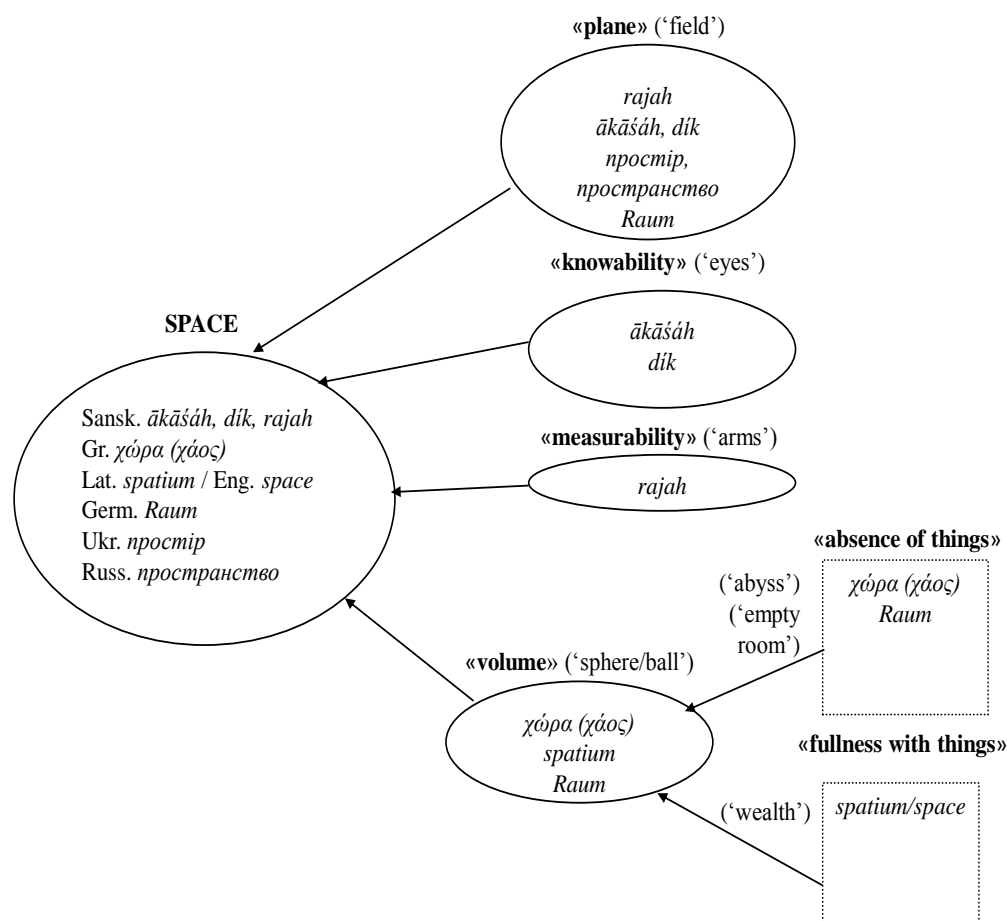 «plane» (‘field’)
rajah
ākāśáh, dík
простір,
пространство
Raum
«knowability» (‘eyes’)
ākāśáh
dík
SPACE
Sansk. ākāśáh, dík, rajah
Gr. χώρα (χάος)
Lat. spatium / Eng. space
Germ. Raum
Ukr. простір
Russ. пространство
«measurability» (‘arms’)
rajah
«absence of things»
(‘abyss’)
(‘empty
room’)
χώρα (χάος)
Raum
«volume» (‘sphere/ball’)
χώρα (χάος)
spatium
Raum
«fullness with things»
(‘wealth’)
spatium/space